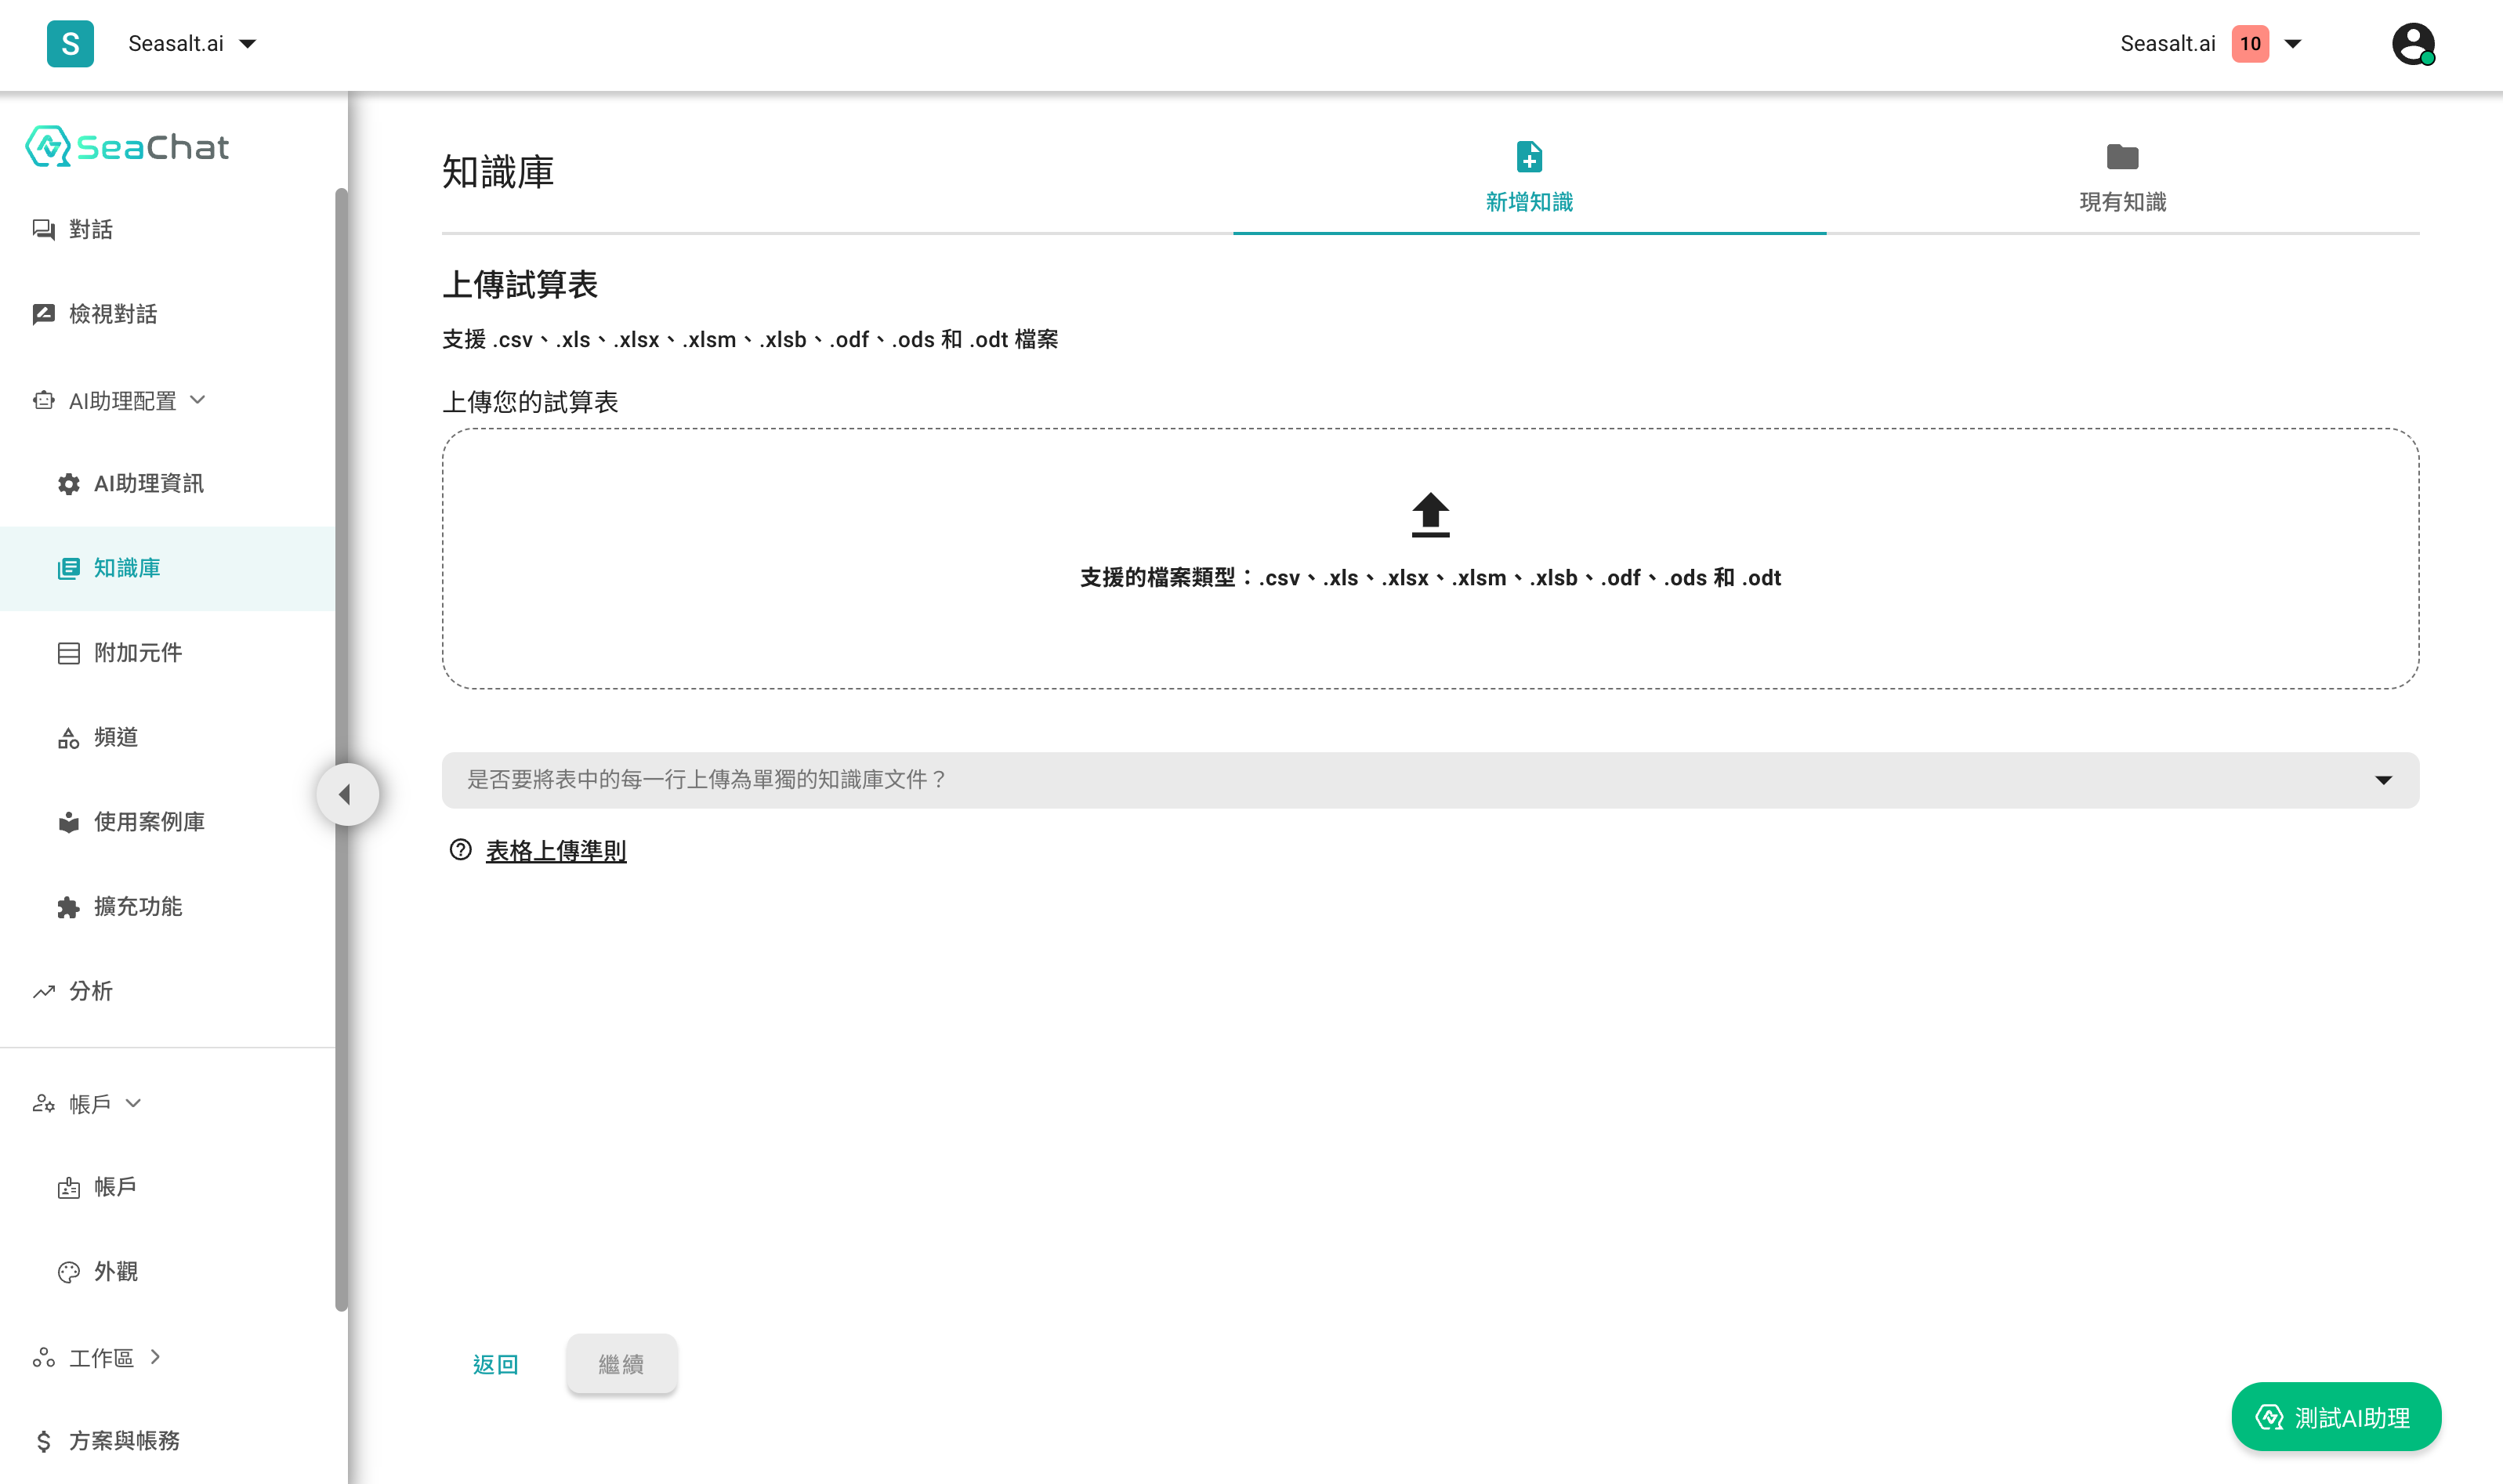 S Seasalt.ai
Seasalt.ai 10
SeaChat
對話
檢視對話
AI助理配置
AI助理資訊
知識庫
附加元件
頻道
使用案例庫
擴充功能
分析
帳戶
帳戶
外觀
工作區
方案與帳務
知識庫
新增知識
現有知識
上傳試算表
支援 .csv、.xls、.xlsx、.xlsm、.xlsb、.odf、.ods 和 .odt 檔案
上傳您的試算表
支援的檔案類型：.csv、.xls、.xlsx、.xlsm、.xlsb、.odf、.ods 和 .odt
是否要將表中的每一行上傳為單獨的知識庫文件？
表格上傳準則
返回
繼續
測試AI助理